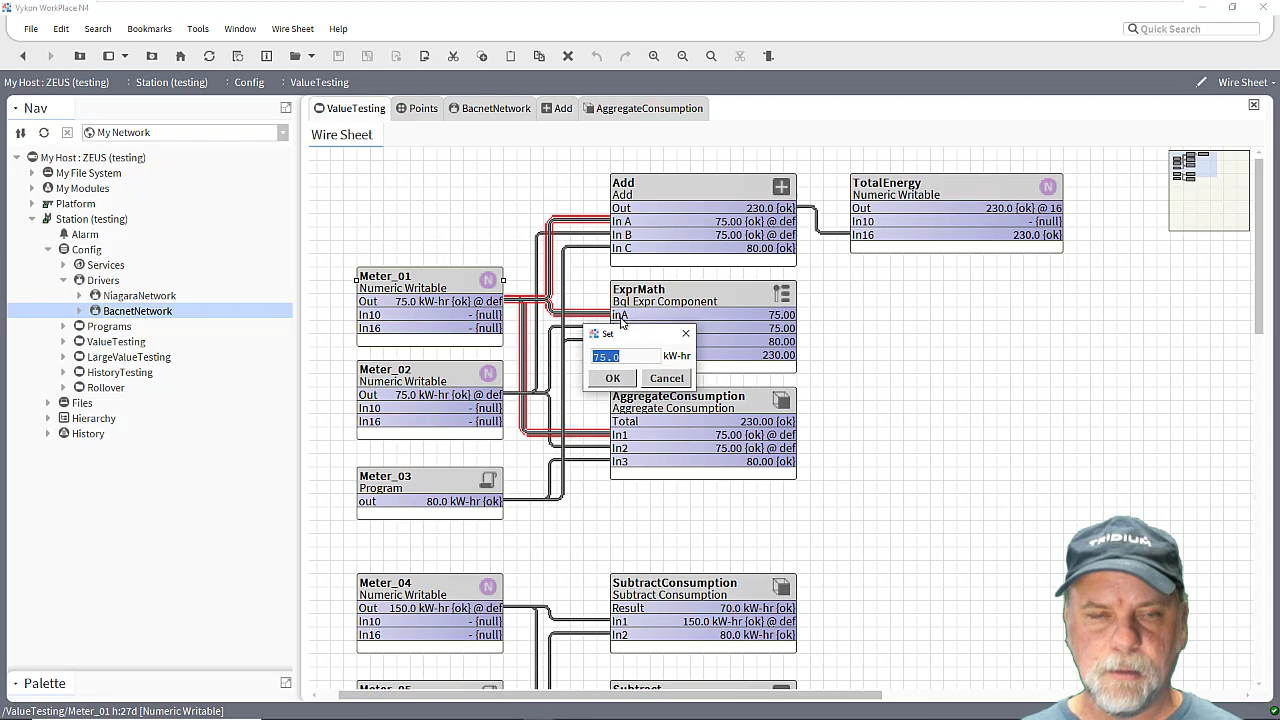 Vykon WorkPlace N4
File Edit Search Bookmarks Tools Window Wire Sheet Help
Quick Search
My Host : ZEUS (testing) Station (testing) Config ValueTesting
Wire Sheet
Nav
ValueTesting Points BacnetNetwork Add AggregateConsumption
My Network
Wire Sheet
My Host : ZEUS (testing)
My File System
My Modules
Platform
Station (testing)
Alarm
Config
Services
Drivers
NiagaraNetwork
BacnetNetwork
Programs
ValueTesting
LargeValueTesting
HistoryTesting
Rollover
Files
Hierarchy
History
Palette
Meter_01
Numeric Writable
Out 75.0 kW-hr {ok} @ def
In10 - {null}
In16 - {null}
Meter_02
Numeric Writable
Out 75.0 kW-hr {ok} @ def
In10 - {null}
In16 - {null}
Meter_03
Program
out 80.0 kW-hr {ok}
Meter_04
Numeric Writable
Out 150.0 kW-hr {ok} @ def
In10 - {null}
In16 - {null}
Add
Add
Out 230.0 {ok}
In A 75.00 {ok} @ def
In B 75.00 {ok} @ def
In C 80.00 {ok}
TotalEnergy
Numeric Writable
Out 230.0 {ok} @ 16
In10 - {null}
In16 230.0 {ok}
ExprMath
Bql Expr Component
inA 75.00
75.00
80.00
230.00
Set
75.0 kW-hr
OK Cancel
AggregateConsumption
Aggregate Consumption
Total 230.00 {ok}
In1 75.00 {ok} @ def
In2 75.00 {ok} @ def
In3 80.00 {ok}
SubtractConsumption
Subtract Consumption
Result 70.0 kW-hr {ok}
In1 150.0 kW-hr {ok} @ def
In2 80.0 kW-hr {ok}
TRIDIUM
/ValueTesting/Meter_01 h:27d [Numeric Writable]